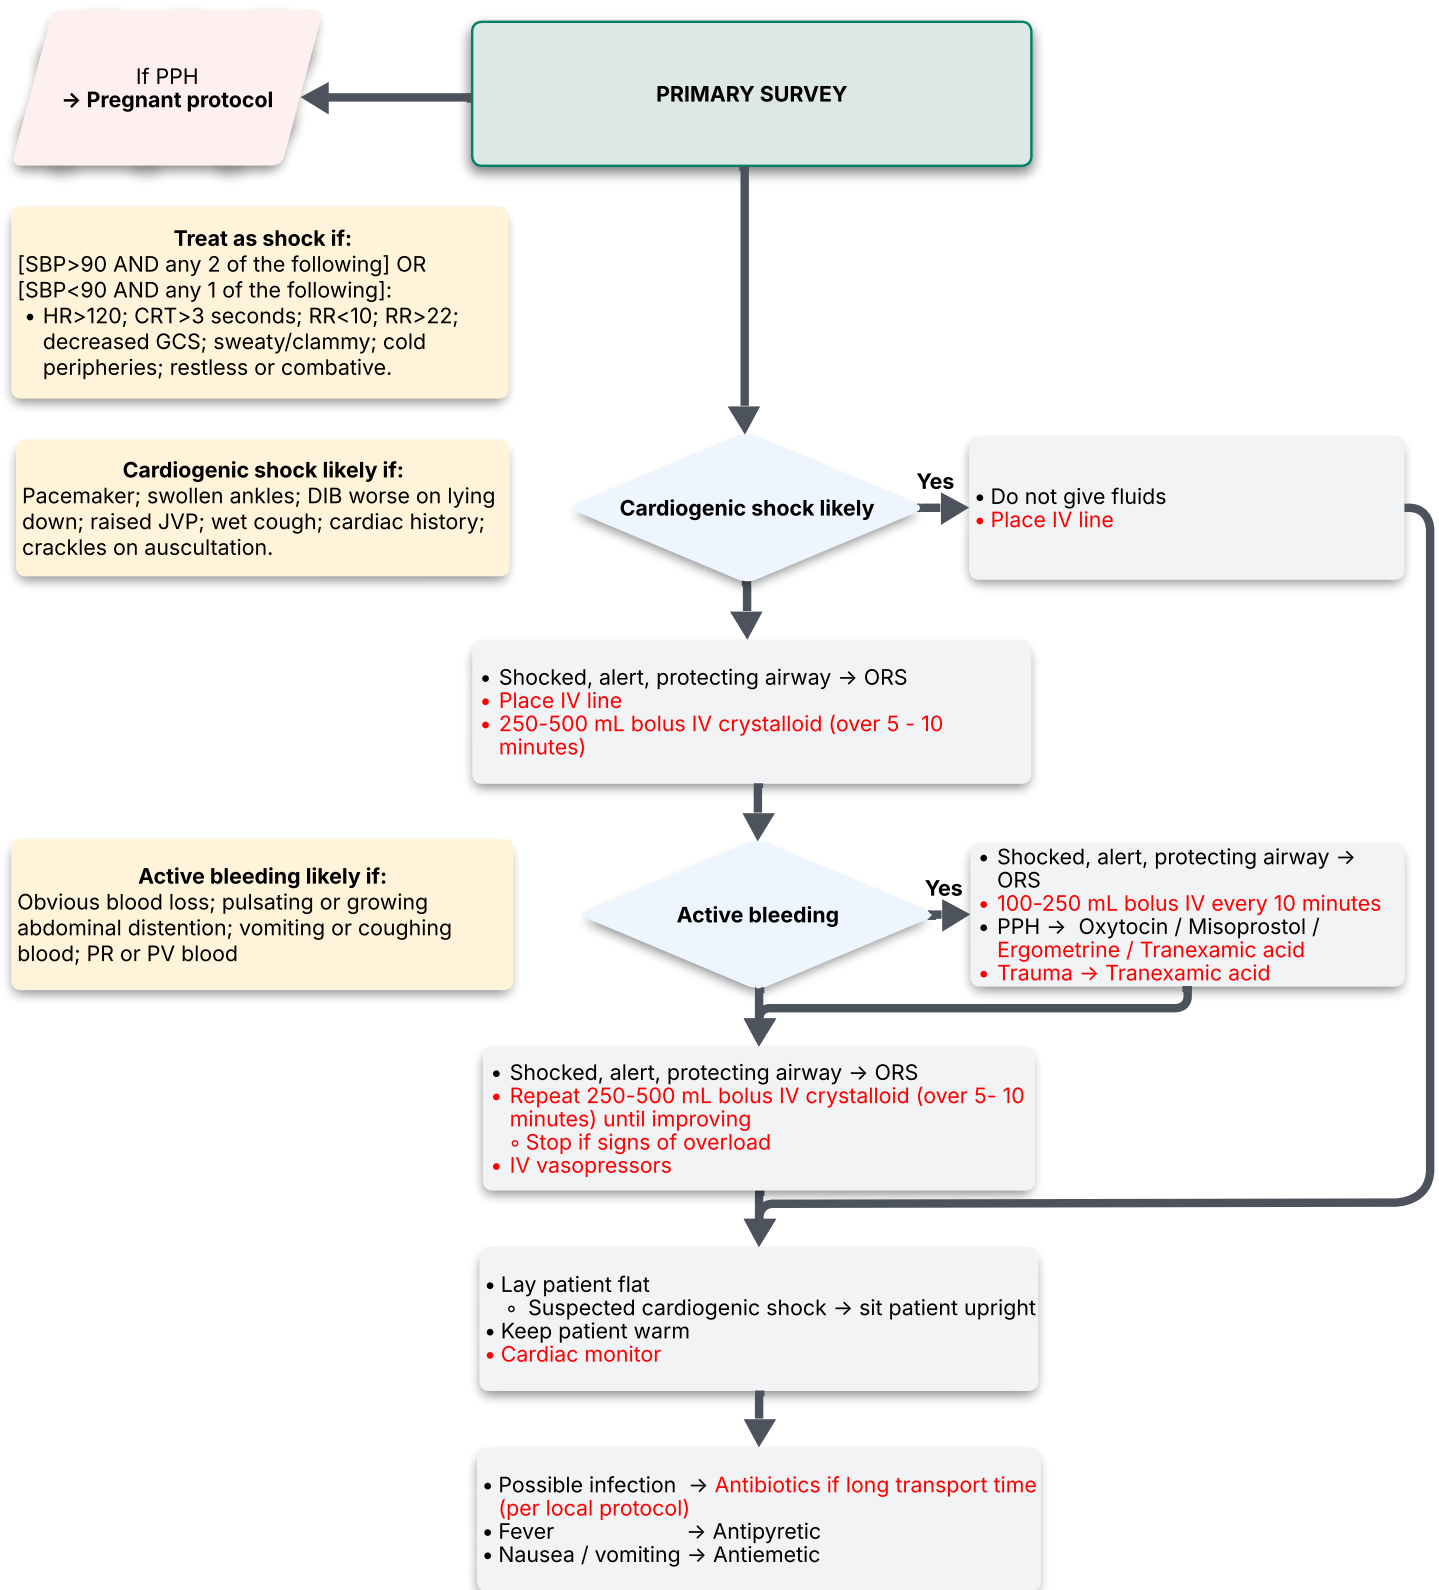 If PPH
→ Pregnant protocol
PRIMARY SURVEY
Treat as shock if:
[SBP>90 AND any 2 of the following] OR
[SBP<90 AND any 1 of the following]:
• HR>120; CRT>3 seconds; RR<10; RR>22;
decreased GCS; sweaty/clammy; cold
peripheries; restless or combative.
Cardiogenic shock likely if:
Pacemaker; swollen ankles; DIB worse on lying
down; raised JVP; wet cough; cardiac history;
crackles on auscultation.
Cardiogenic shock likely
Yes
• Do not give fluids
• Place IV line
• Shocked, alert, protecting airway → ORS
• Place IV line
• 250-500 mL bolus IV crystalloid (over 5 - 10
minutes)
Active bleeding likely if:
Obvious blood loss; pulsating or growing
abdominal distention; vomiting or coughing
blood; PR or PV blood
Active bleeding
Yes
• Shocked, alert, protecting airway →
ORS
• 100-250 mL bolus IV every 10 minutes
• PPH → Oxytocin / Misoprostol /
Ergometrine / Tranexamic acid
• Trauma → Tranexamic acid
• Shocked, alert, protecting airway → ORS
• Repeat 250-500 mL bolus IV crystalloid (over 5- 10
minutes) until improving
◦ Stop if signs of overload
• IV vasopressors
• Lay patient flat
◦ Suspected cardiogenic shock → sit patient upright
• Keep patient warm
• Cardiac monitor
• Possible infection → Antibiotics if long transport time
(per local protocol)
• Fever → Antipyretic
• Nausea / vomiting → Antiemetic